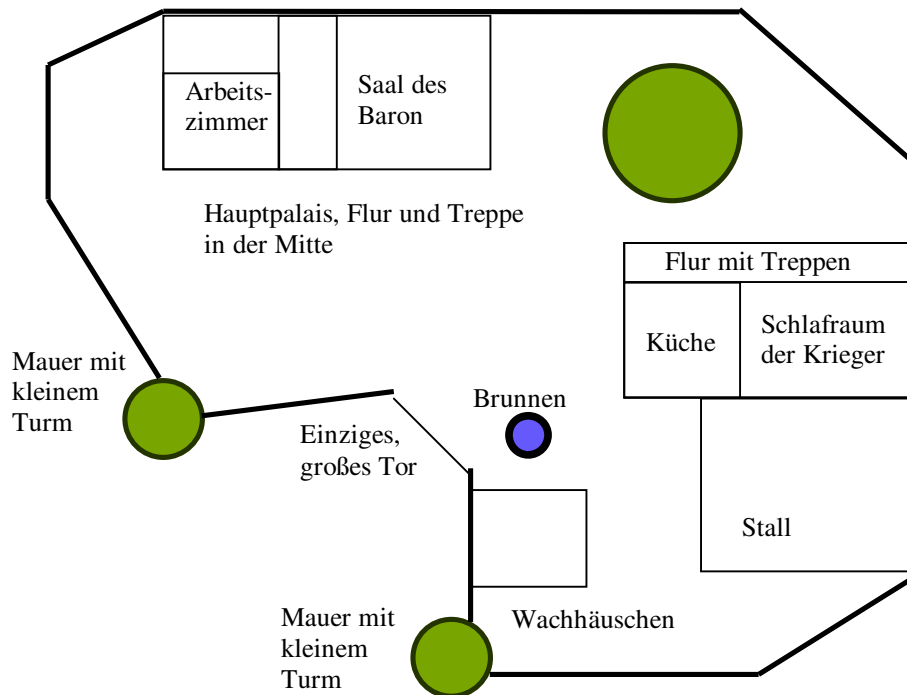 Arbeits-
zimmer
Saal des
Baron
Hauptpalais, Flur und Treppe
in der Mitte
Flur mit Treppen
Küche
Schlafraum
der Krieger
Mauer mit
kleinem
Turm
Brunnen
Einziges,
großes Tor
Stall
Mauer mit
kleinem
Turm
Wachhäuschen